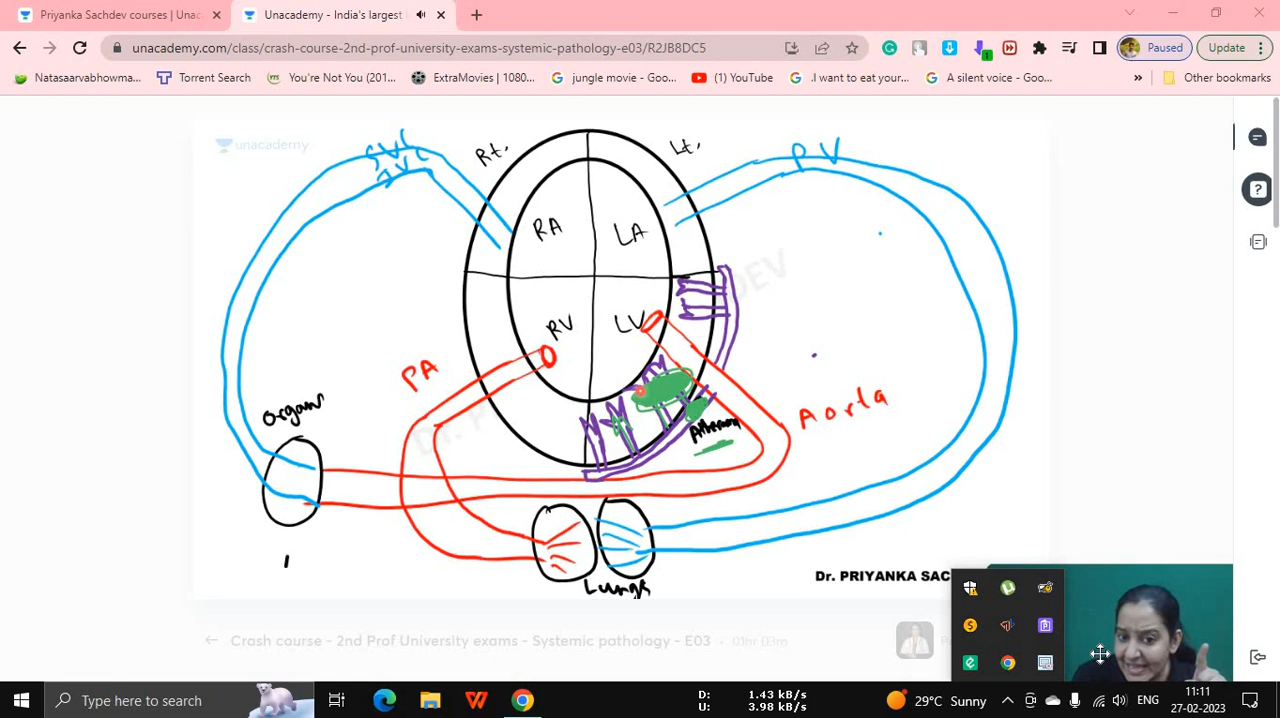 Priyanka Sachdev courses | Unac
Unacademy - India's largest
unacademy.com/class/crash-course-2nd-prof-university-exams-systemic-pathology-e03/R2JB8DC5
Paused
Update
Natasaarvabhowma...
Torrent Search
You're Not You (201...
ExtraMovies | 1080...
jungle movie - Goo...
(1) YouTube
.I want to eat your...
A silent voice - Goo...
»
Other bookmarks
unacademy
SVC
IVC
Rt.
Lt.
PV
RA
LA
RV
LV
PA
Aorta
Organs
Atheroma
Lungs
Dr. PRIYANKA SAC
Crash course - 2nd Prof University exams - Systemic pathology - E03 • 01hr 03m
Type here to search
D: 1.43 kB/s
U: 3.98 kB/s
29°C Sunny
ENG
11:11
27-02-2023